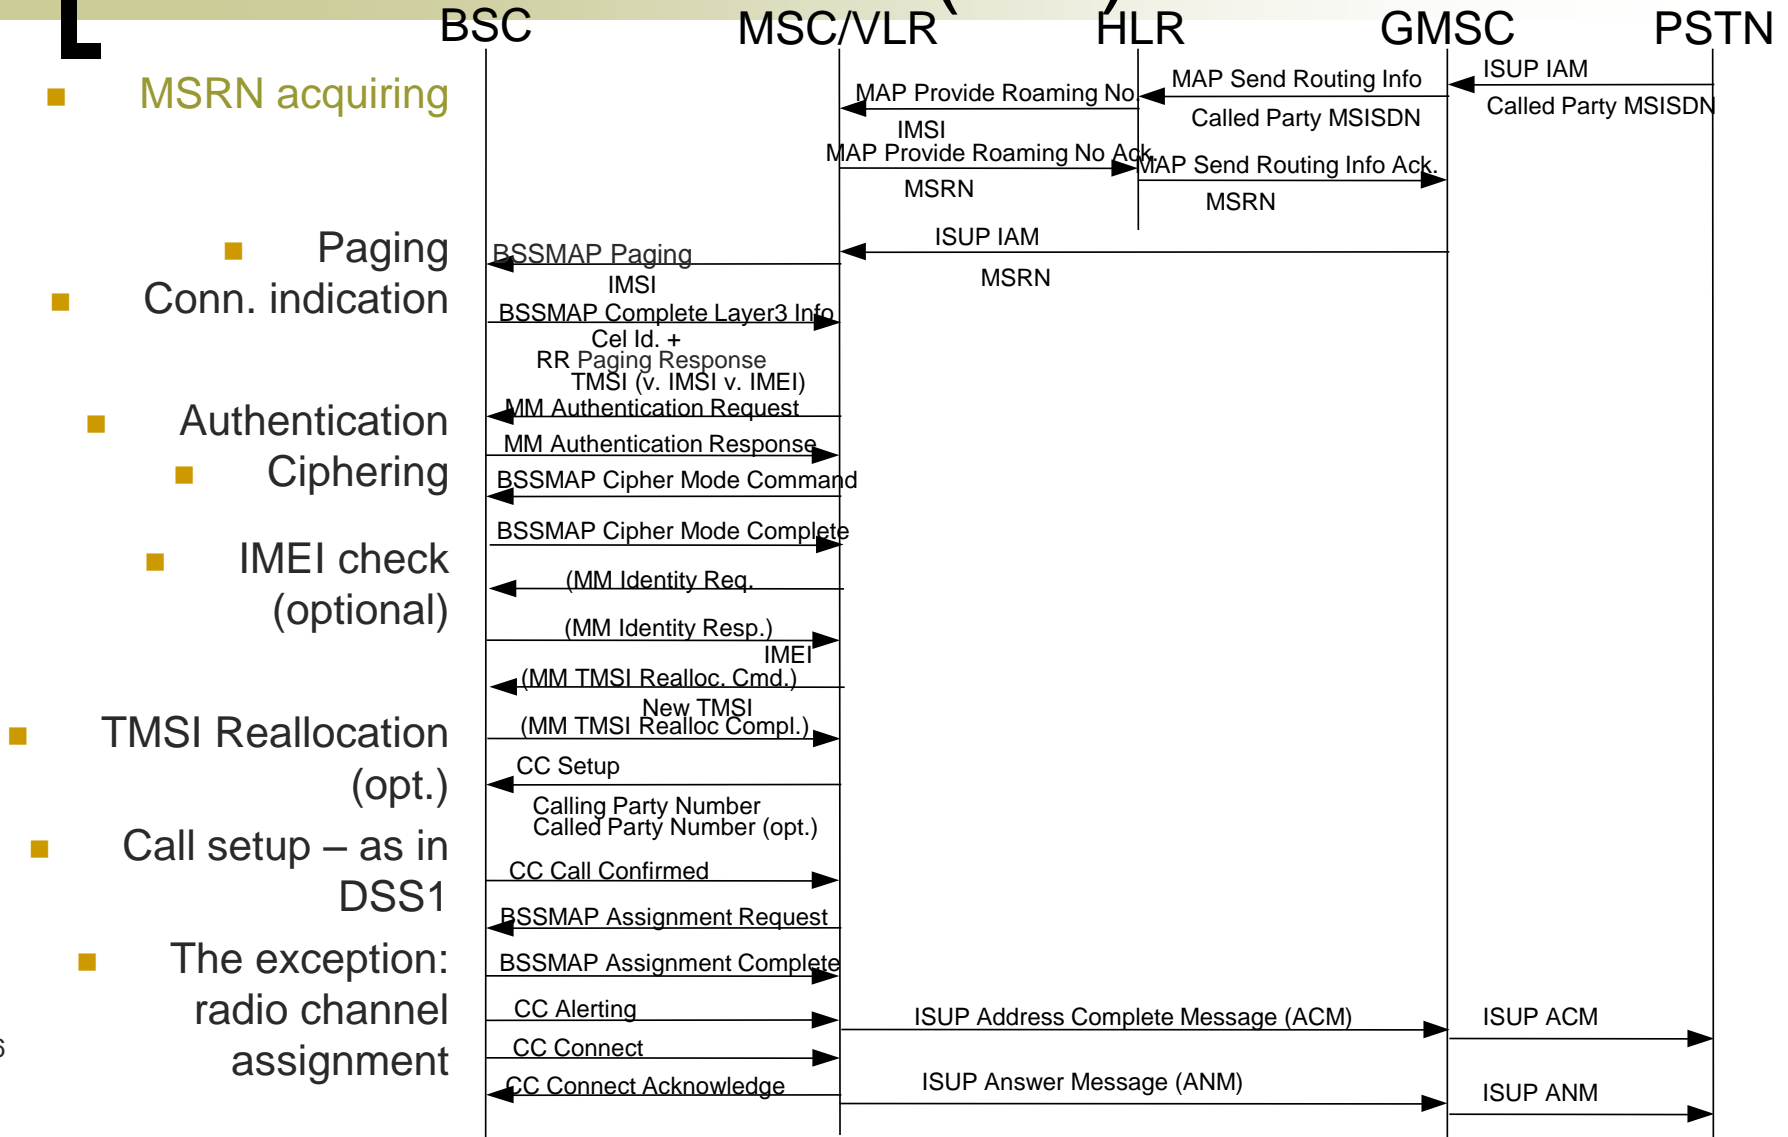 BSC MSC/VLR HLR GMSC PSTN
MSRN acquiring
ISUP IAM
Called Party MSISDN
MAP Send Routing Info
Called Party MSISDN
MAP Provide Roaming No.
IMSI
MAP Provide Roaming No Ack.
MSRN
MAP Send Routing Info Ack.
MSRN
ISUP IAM
MSRN
Paging
BSSMAP Paging
IMSI
Conn. indication
BSSMAP Complete Layer3 Info
Cel Id. +
RR Paging Response
TMSI (v. IMSI v. IMEI)
Authentication
MM Authentication Request
MM Authentication Response
Ciphering
BSSMAP Cipher Mode Command
BSSMAP Cipher Mode Complete
IMEI check
(optional)
(MM Identity Req.
(MM Identity Resp.)
IMEI
(MM TMSI Realloc. Cmd.)
New TMSI
TMSI Reallocation
(opt.)
(MM TMSI Realloc Compl.)
CC Setup
Calling Party Number
Called Party Number (opt.)
Call setup – as in
DSS1
CC Call Confirmed
BSSMAP Assignment Request
The exception:
radio channel
assignment
BSSMAP Assignment Complete
CC Alerting
ISUP Address Complete Message (ACM)
ISUP ACM
CC Connect
CC Connect Acknowledge
ISUP Answer Message (ANM)
ISUP ANM